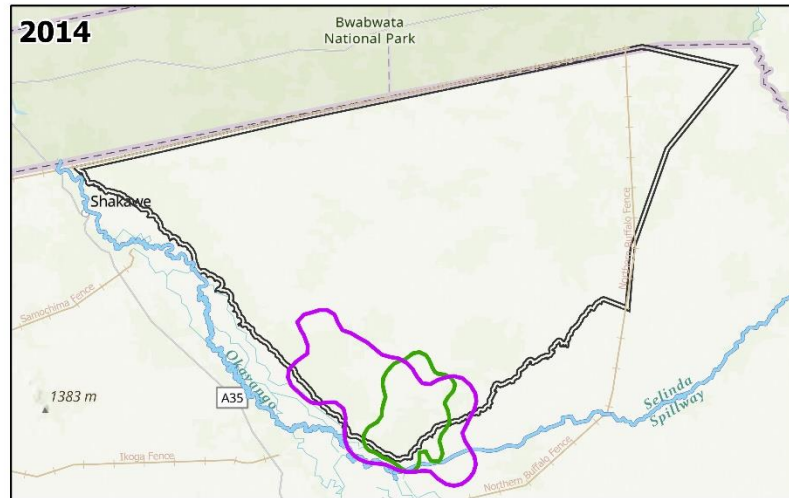 2014
Bwabwata
National Park
Shakawe
Northern Buffalo Fence
Samochima Fence
Okavango
1383 m
A35
Selinda
Spillway
Ikoga Fence
Northern Buffalo Fence